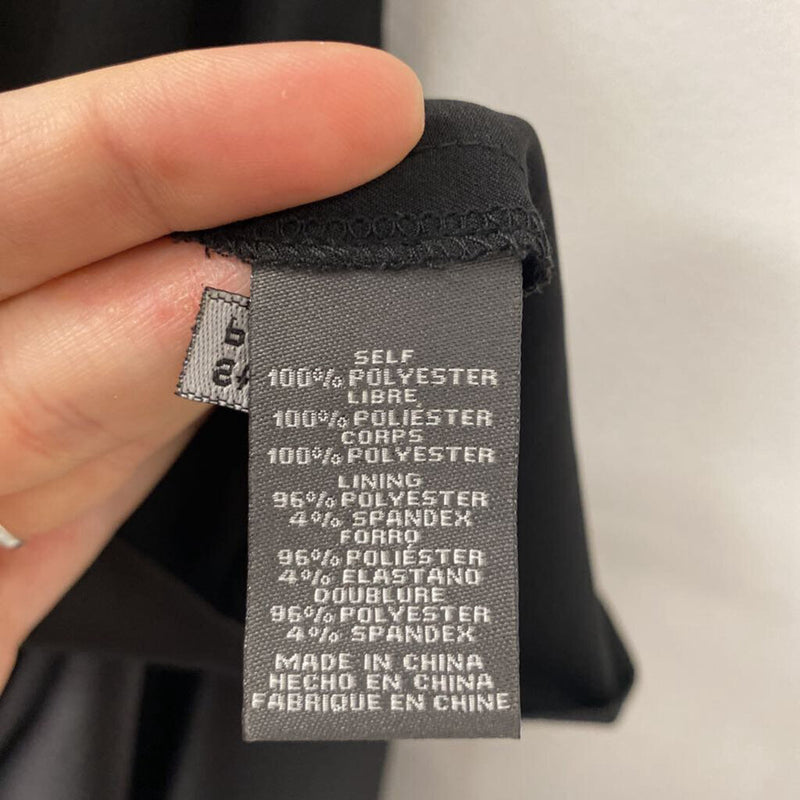 SELF
100% POLYESTER
LIBRE
100% POLIÉSTER
CORPS
100% POLYESTER
LINING
96% POLYESTER
4% SPANDEX
FORRO
96% POLIÉSTER
4% ELASTANO
DOUBLURE
96% POLYESTER
4% SPANDEX
MADE IN CHINA
HECHO EN CHINA
FABRIQUE EN CHINE